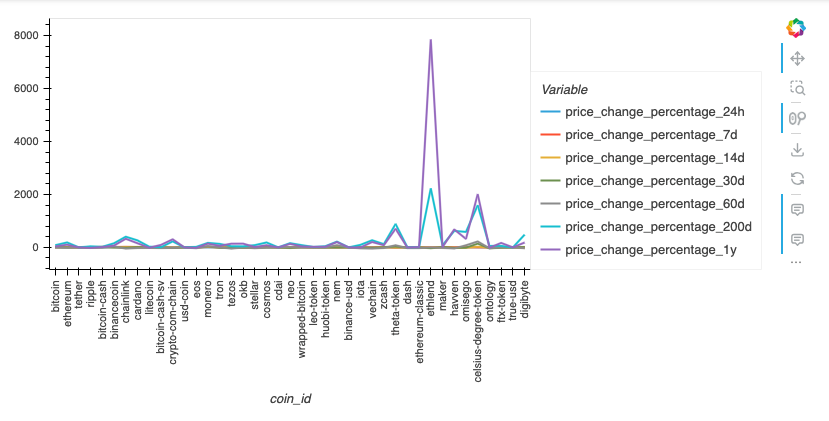 8000
6000
4000
2000
0
bitcoin
ethereum
tether
ripple
bitcoin-cash
binancecoin
chainlink
cardano
litecoin
bitcoin-cash-sv
crypto-com-chain
usd-coin
eos
monero
tron
tezos
okb
stellar
cosmos
cdai
neo
wrapped-bitcoin
leo-token
huobi-token
nem
binance-usd
iota
vechain
zcash
theta-token
dash
ethereum-classic
ethlend
maker
havven
omisego
celsius-degree-token
ontology
ftx-token
true-usd
digibyte
coin_id
Variable
price_change_percentage_24h
price_change_percentage_7d
price_change_percentage_14d
price_change_percentage_30d
price_change_percentage_60d
price_change_percentage_200d
price_change_percentage_1y